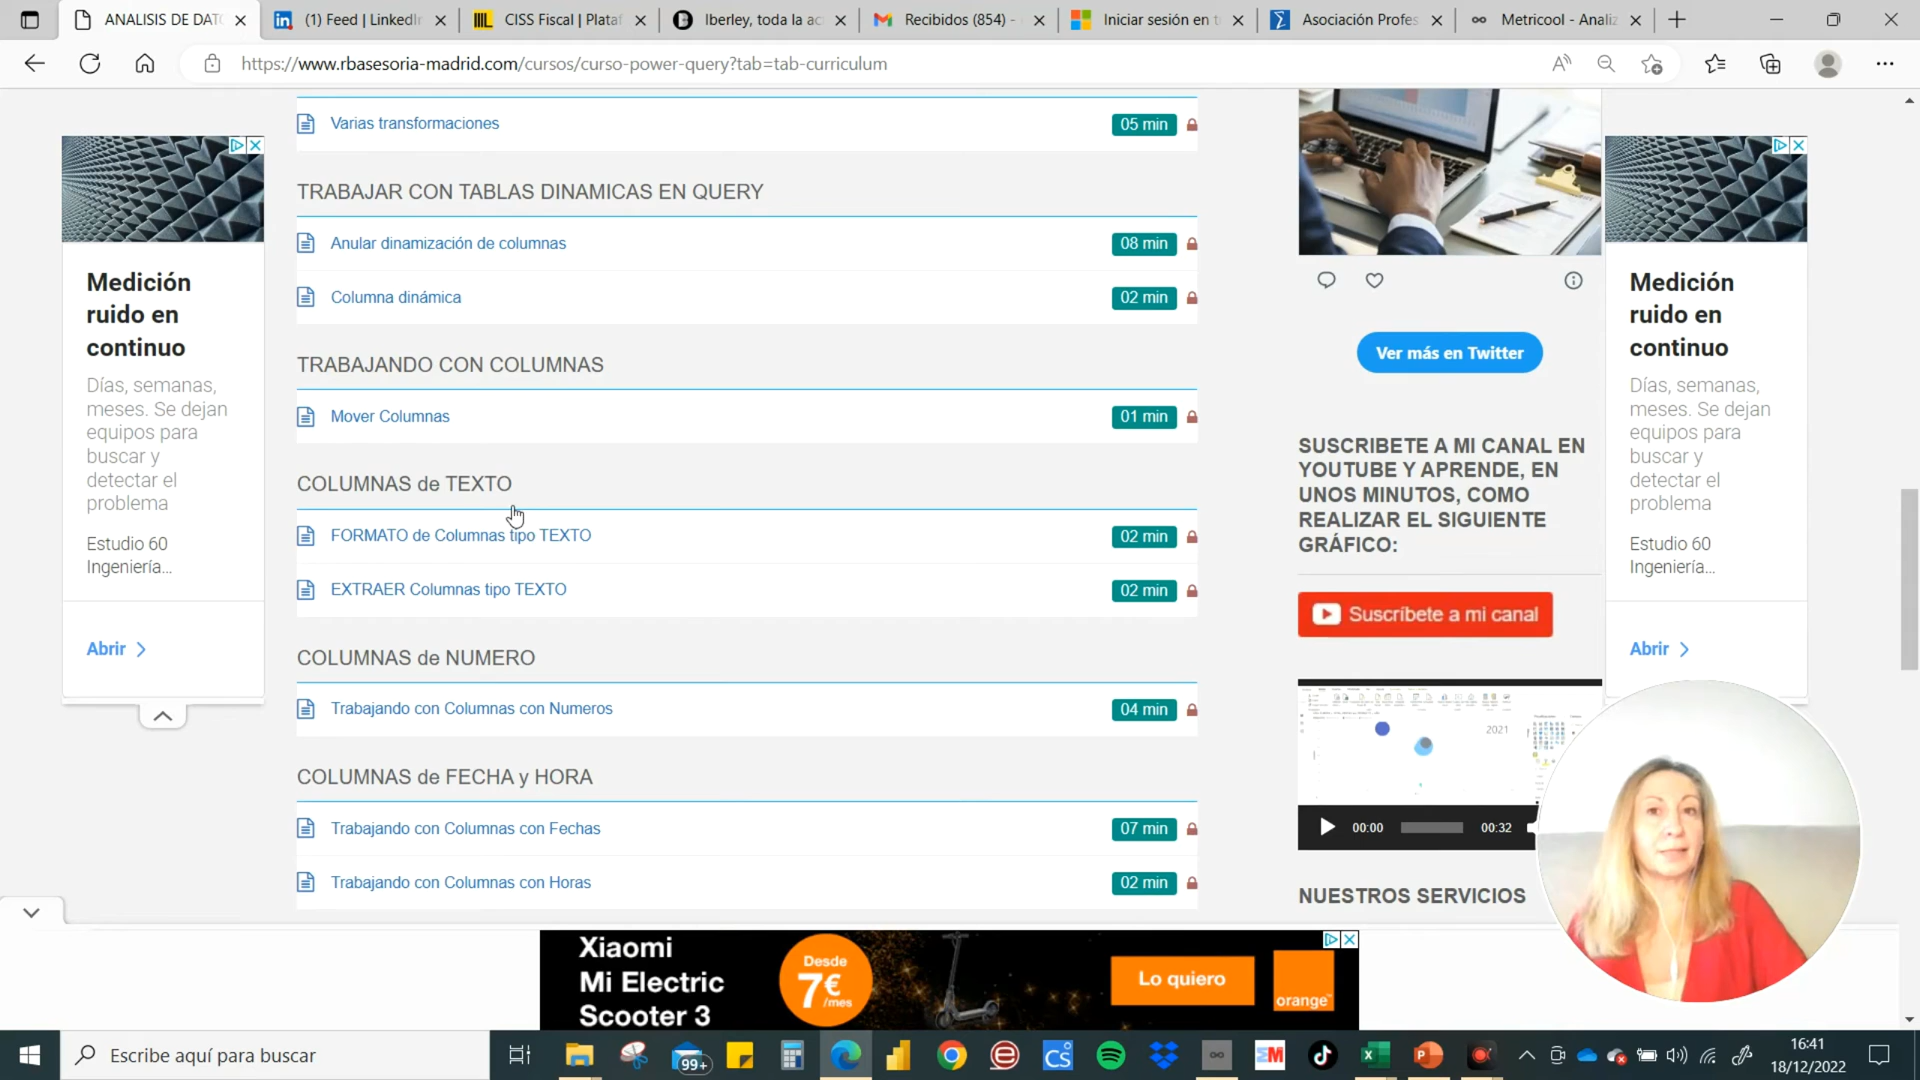 ANALISIS DE DAT
(1) Feed | LinkedIn
CISS Fiscal | Plataf
Iberley, toda la ac
Recibidos (854) -
Iniciar sesión en t
Asociación Profes
Metricool - Analiz
https://www.rbasesoria-madrid.com/cursos/curso-power-query?tab=tab-curriculum
Varias transformaciones
05 min
TRABAJAR CON TABLAS DINAMICAS EN QUERY
Anular dinamización de columnas
08 min
Columna dinámica
02 min
TRABAJANDO CON COLUMNAS
Mover Columnas
01 min
COLUMNAS de TEXTO
FORMATO de Columnas tipo TEXTO
02 min
EXTRAER Columnas tipo TEXTO
02 min
COLUMNAS de NUMERO
Trabajando con Columnas con Numeros
04 min
COLUMNAS de FECHA y HORA
Trabajando con Columnas con Fechas
07 min
Trabajando con Columnas con Horas
02 min
Medición
ruido en
continuo
Días, semanas,
meses. Se dejan
equipos para
buscar y
detectar el
problema
Estudio 60
Ingeniería...
Abrir
Ver más en Twitter
SUSCRIBETE A MI CANAL EN
YOUTUBE Y APRENDE, EN
UNOS MINUTOS, COMO
REALIZAR EL SIGUIENTE
GRÁFICO:
Suscríbete a mi canal
2021
00:00
00:32
NUESTROS SERVICIOS
Medición
ruido en
continuo
Días, semanas,
meses. Se dejan
equipos para
buscar y
detectar el
problema
Estudio 60
Ingeniería...
Abrir
Xiaomi
Mi Electric
Scooter 3
Desde
7€
/mes
Lo quiero
orange
Escribe aquí para buscar
99+
CS
16:41
18/12/2022